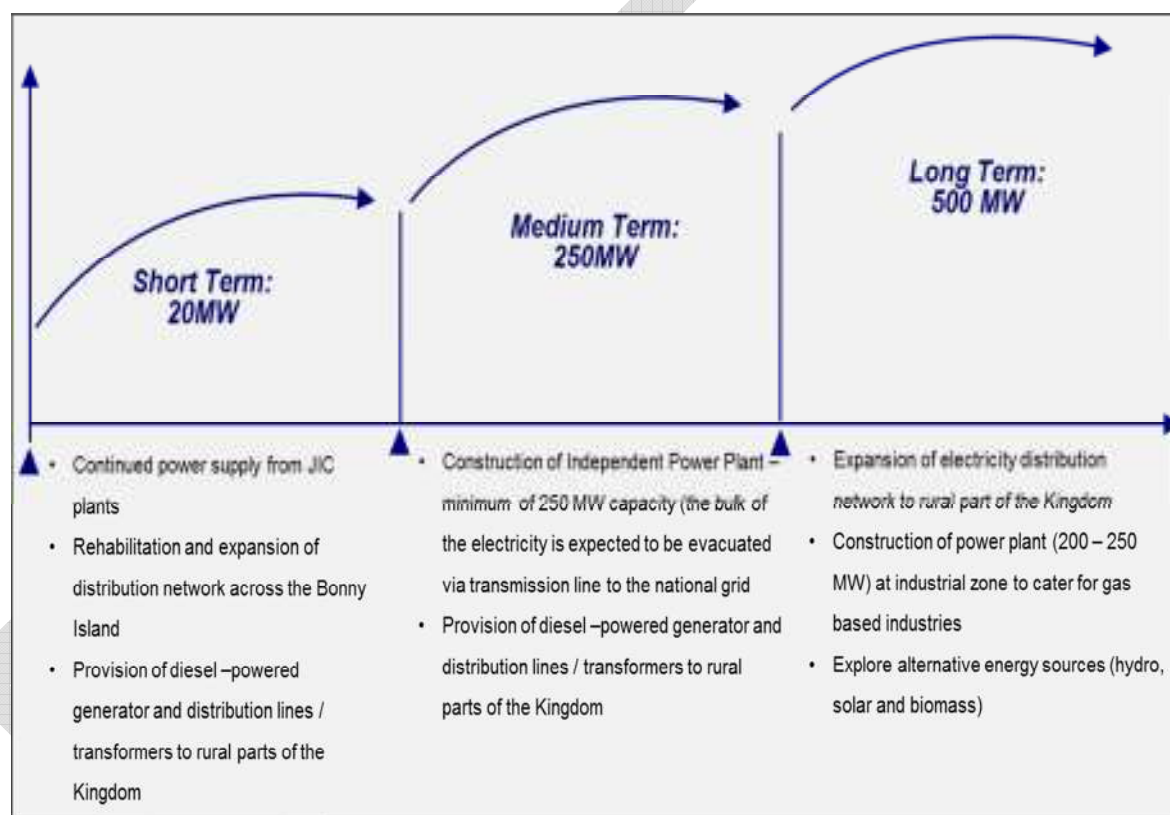 Short Term:
20MW
Medium Term:
250MW
Long Term:
500 MW
• Continued power supply from JIC
plants
• Rehabilitation and expansion of
distribution network across the Bonny
Island
• Provision of diesel –powered
generator and distribution lines /
transformers to rural parts of the
Kingdom
• Construction of Independent Power Plant –
minimum of 250 MW capacity (the bulk of
the electricity is expected to be evacuated
via transmission line to the national grid
• Provision of diesel –powered generator and
distribution lines / transformers to rural
parts of the Kingdom
• Expansion of electricity distribution
network to rural part of the Kingdom
• Construction of power plant (200 – 250
MW) at industrial zone to cater for gas
based industries
• Explore alternative energy sources (hydro,
solar and biomass)